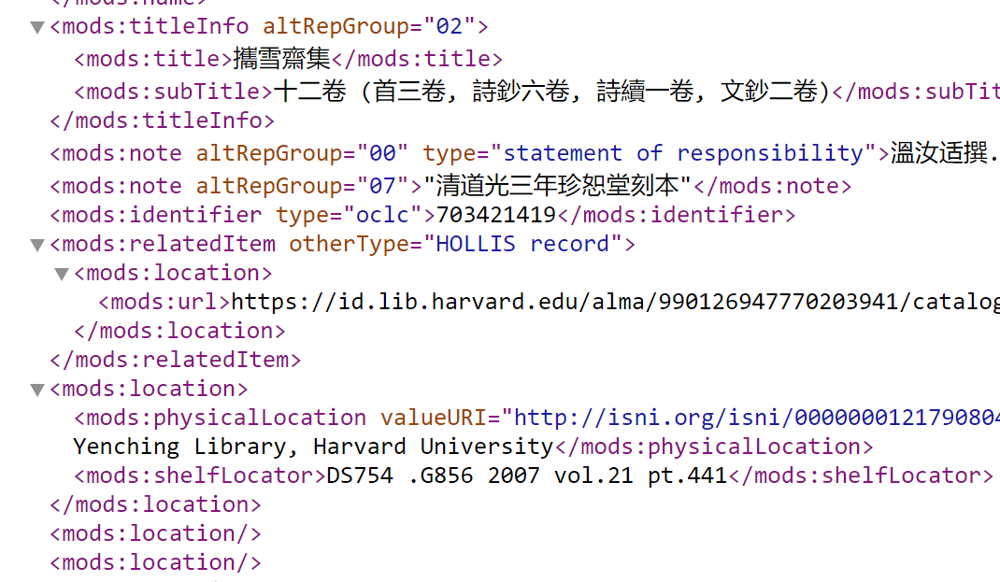 </mods:name>
▼<mods:titleInfo altRepGroup="02">
<mods:title>攜雪齋集</mods:title>
<mods:subTitle>十二卷 (首三卷, 詩鈔六卷, 詩續一卷, 文鈔二卷)</mods:subTit
</mods:titleInfo>
<mods:note altRepGroup="00" type="statement of responsibility">溫汝适撰.
<mods:note altRepGroup="07">"清道光三年珍恕堂刻本"</mods:note>
<mods:identifier type="oclc">703421419</mods:identifier>
▼<mods:relatedItem otherType="HOLLIS record">
▼<mods:location>
<mods:url>https://id.lib.harvard.edu/alma/990126947770203941/catalog
</mods:location>
</mods:relatedItem>
▼<mods:location>
<mods:physicalLocation valueURI="http://isni.org/isni/0000000121790804
Yenching Library, Harvard University</mods:physicalLocation>
<mods:shelfLocator>DS754 .G856 2007 vol.21 pt.441</mods:shelfLocator>
</mods:location>
<mods:location/>
<mods:location/>